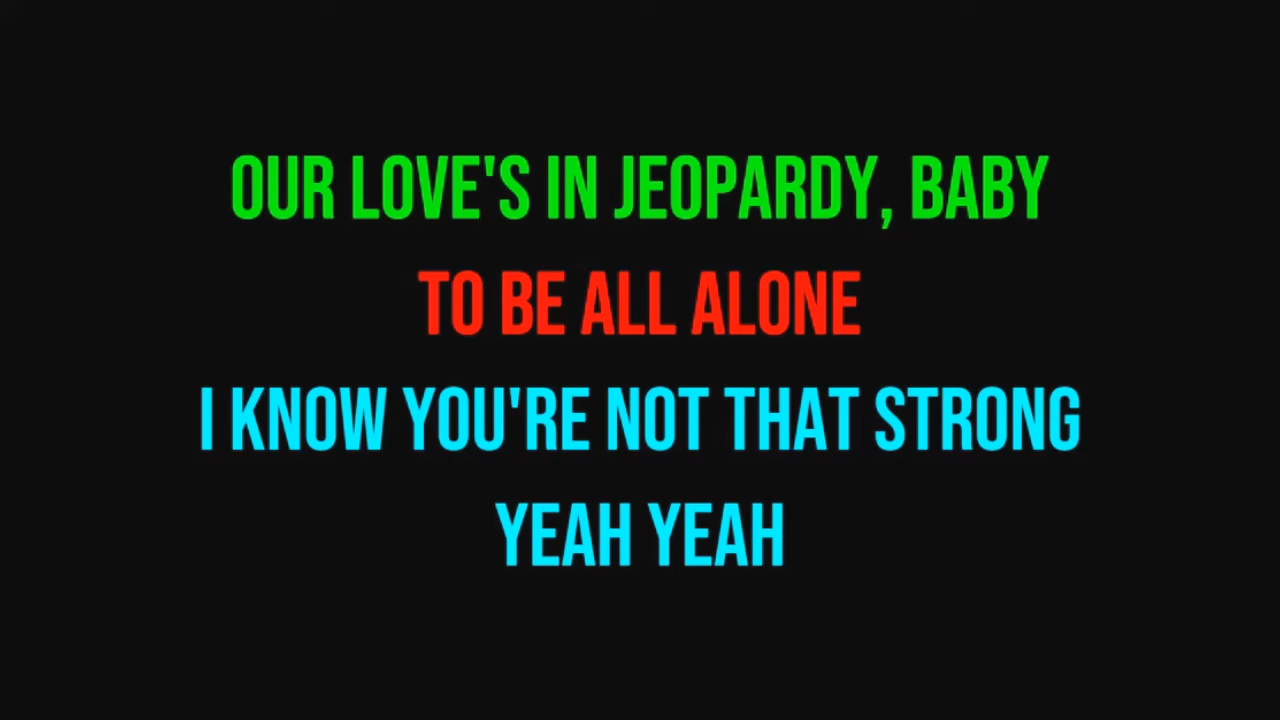 OUR LOVE'S IN JEOPARDY, BABY
TO BE ALL ALONE
I KNOW YOU'RE NOT THAT STRONG
YEAH YEAH